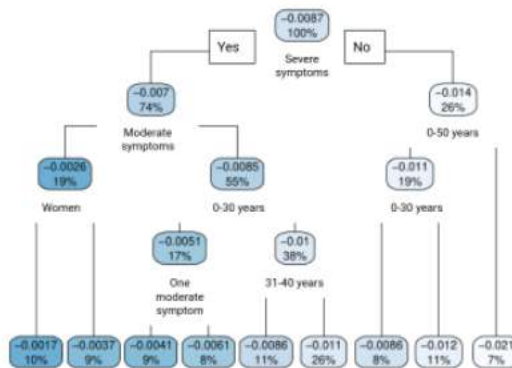 −0.0087
100%
Yes
No
Severe
symptoms
−0.007
74%
−0.014
26%
Moderate
symptoms
0-50 years
−0.0026
19%
−0.0085
55%
−0.011
19%
Women
0-30 years
0-30 years
−0.0051
17%
−0.01
38%
One
moderate
symptom
31-40 years
−0.0017
10%
−0.0037
9%
−0.0041
9%
−0.0061
8%
−0.0086
11%
−0.011
26%
−0.0086
8%
−0.012
11%
−0.021
7%